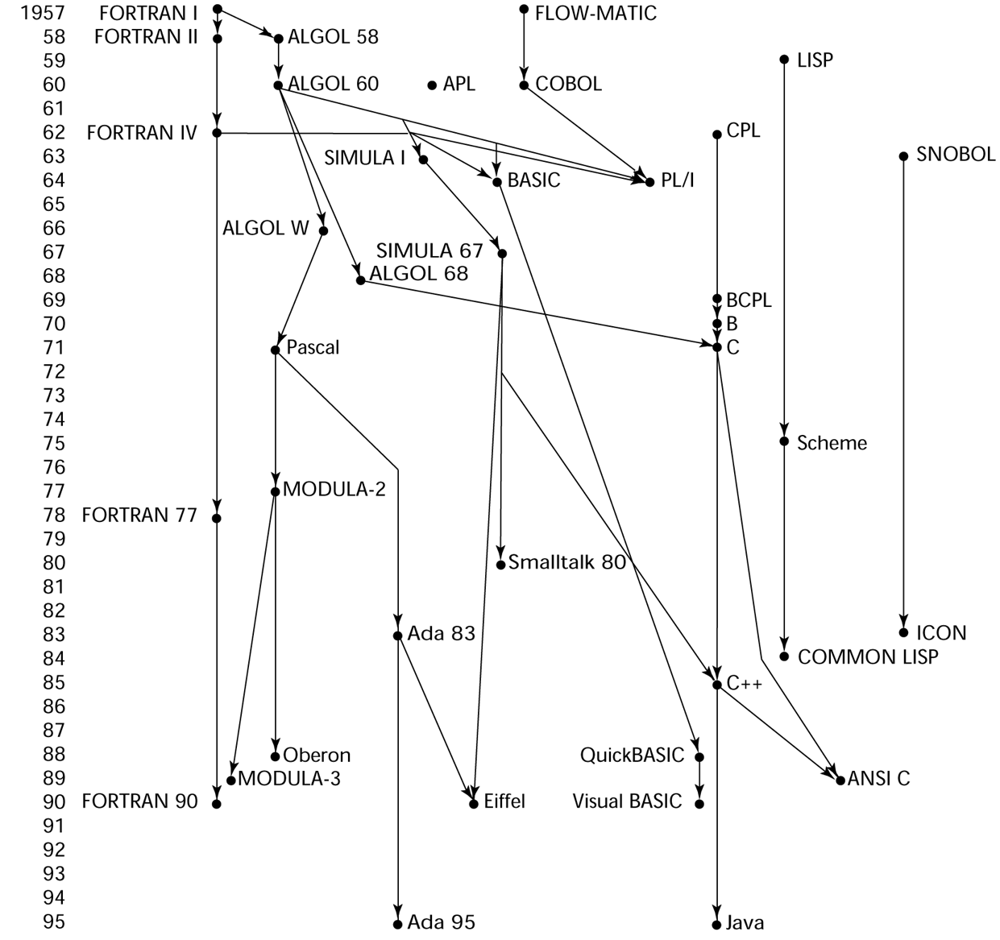 1957 FORTRAN I FLOW-MATIC
58 FORTRAN II ALGOL 58
59 LISP
60 ALGOL 60 APL COBOL
61
62 FORTRAN IV CPL
63 SIMULA I SNOBOL
64 BASIC PL/I
65
66 ALGOL W
67 SIMULA 67
68 ALGOL 68
69 BCPL
70 B
71 Pascal C
72
73
74
75 Scheme
76
77 MODULA-2
78 FORTRAN 77
79
80 Smalltalk 80
81
82
83 Ada 83 ICON
84 COMMON LISP
85 C++
86
87
88 Oberon QuickBASIC
89 MODULA-3 ANSI C
90 FORTRAN 90 Eiffel Visual BASIC
91
92
93
94
95 Ada 95 Java